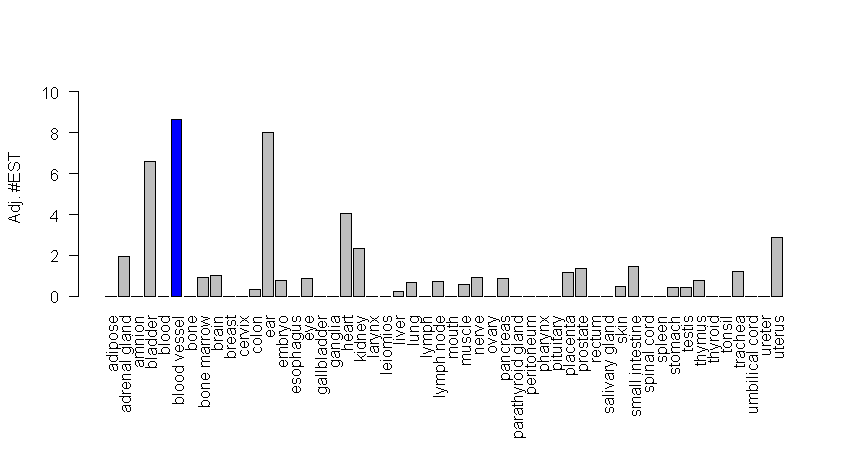 Adj. #EST
10
8
6
4
2
0
adipose
adrenal gland
amnion
bladder
blood
blood vessel
bone
bone marrow
brain
breast
cervix
colon
ear
embryo
esophagus
eye
gallbladder
ganglia
heart
kidney
larynx
leiomios
liver
lung
lymph
lymph node
mouth
muscle
nerve
ovary
pancreas
parathyroid gland
peritoneum
pharynx
pituitary
placenta
prostate
rectum
salivary gland
skin
small intestine
spinal cord
spleen
stomach
testis
thymus
thyroid
tonsil
trachea
umbilical cord
ureter
uterus